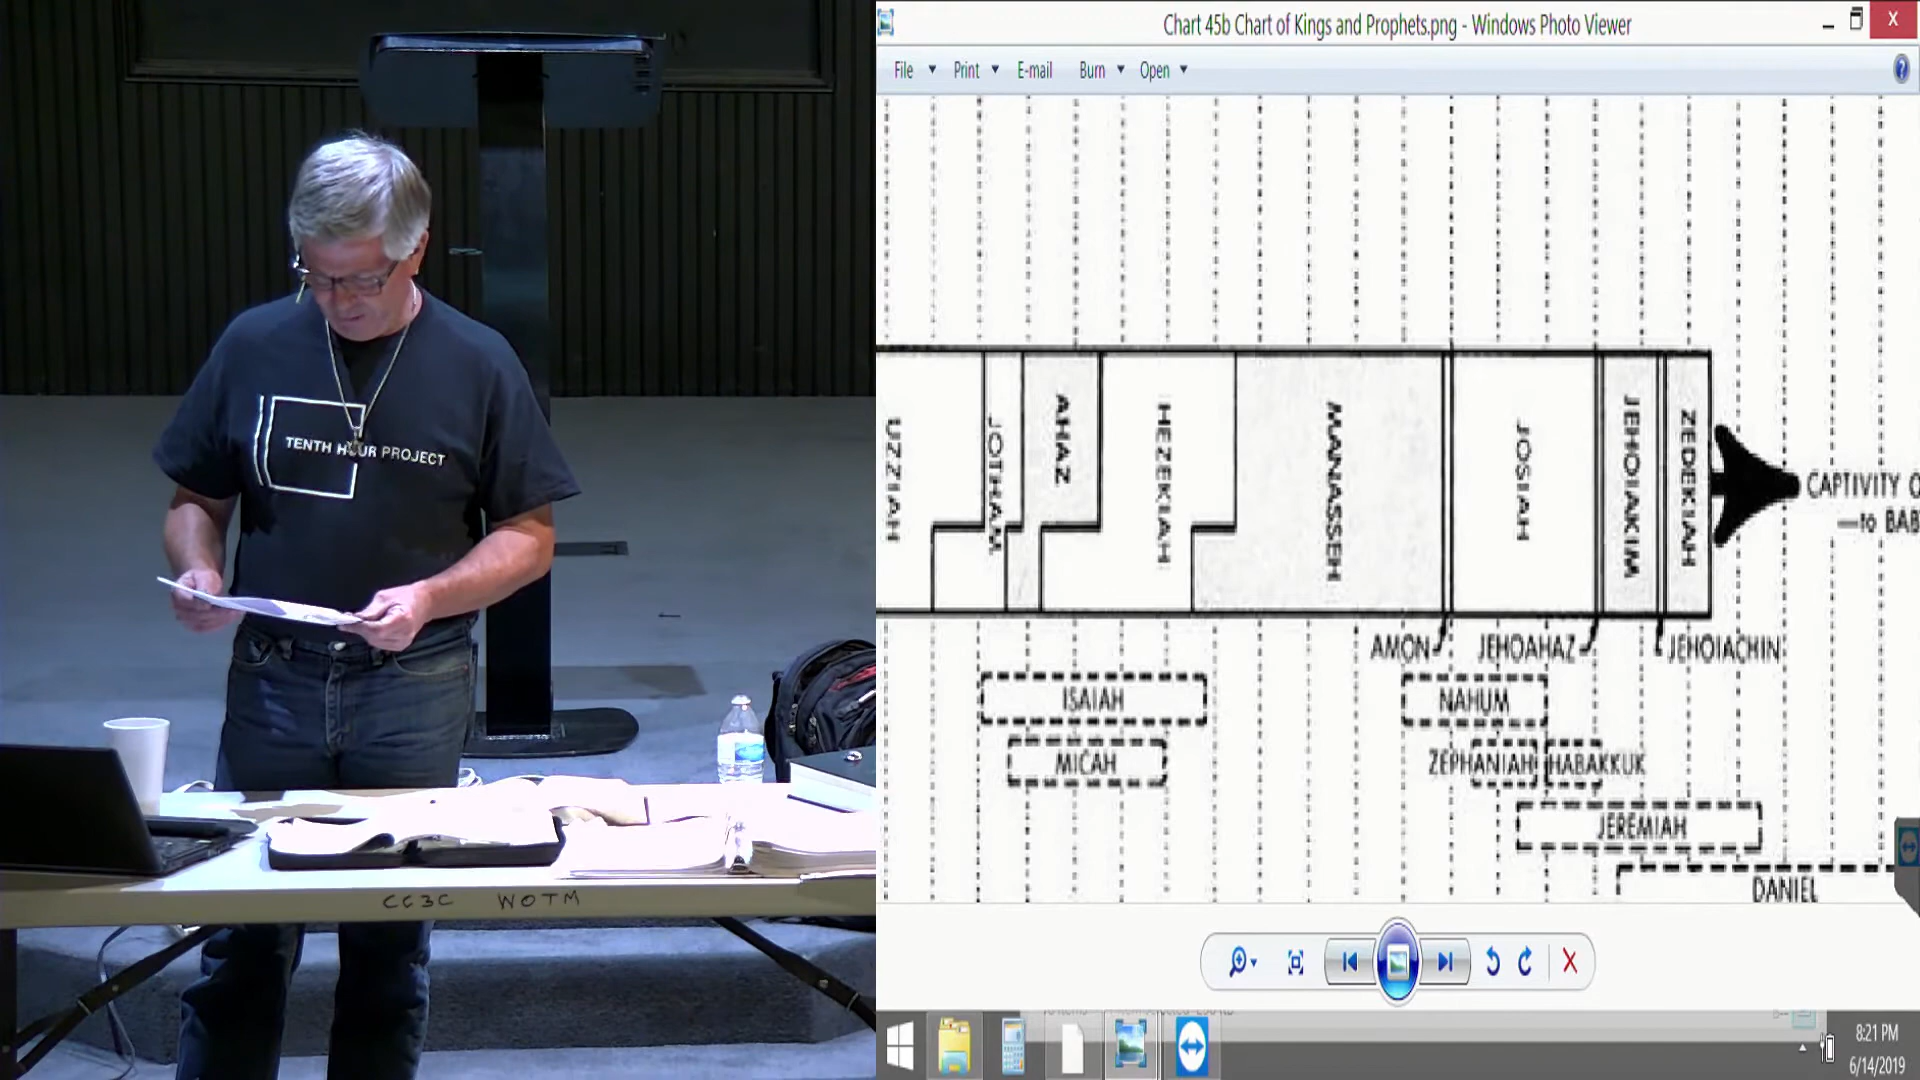 TENTH HOUR PROJECT
CC3C WOTM
Chart 45b Chart of Kings and Prophets.png - Windows Photo Viewer
File Print E-mail Burn Open
UZZIAH
JOTHAM
AHAZ
HEZEKIAH
MANASSEH
JOSIAH
JEHOIAKIM
ZEDEKIAH
CAPTIVITY O
—to BAB
AMON JEHOAHAZ JEHOIACHIN
ISAIAH NAHUM
MICAH ZEPHANIAH HABAKKUK
JEREMIAH
DANIEL
8:21 PM
6/14/2019